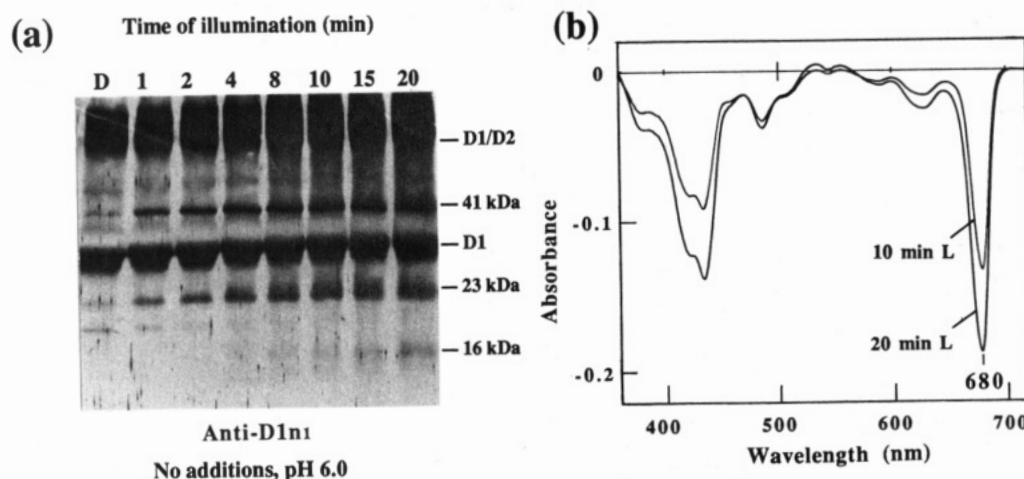 (a)
Time of illumination (min)
D 1 2 4 8 10 15 20
D1/D2
41 kDa
D1
23 kDa
16 kDa
Anti-D1n1
No additions, pH 6.0
(b)
Absorbance
0
-0.1
-0.2
10 min L
20 min L
680
400 500 600 700
Wavelength (nm)